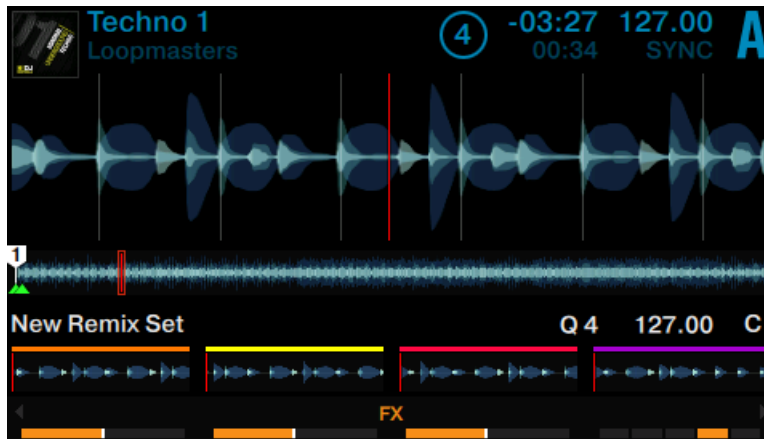 Techno 1
Loopmasters
4
-03:27
00:34
127.00
SYNC
A
1
New Remix Set
Q 4
127.00
C
FX